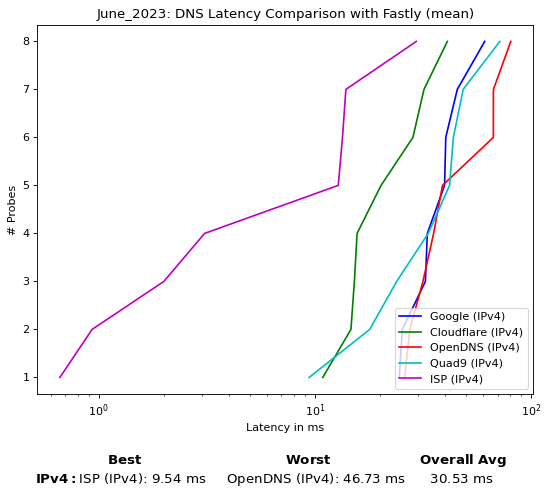 June_2023: DNS Latency Comparison with Fastly (mean)
8
7
6
5
4
3
2
1
# Probes
Google (IPv4)
Cloudflare (IPv4)
OpenDNS (IPv4)
Quad9 (IPv4)
ISP (IPv4)
10⁰ 10¹ 10²
Latency in ms
Best Worst Overall Avg
IPv4: ISP (IPv4): 9.54 ms OpenDNS (IPv4): 46.73 ms 30.53 ms